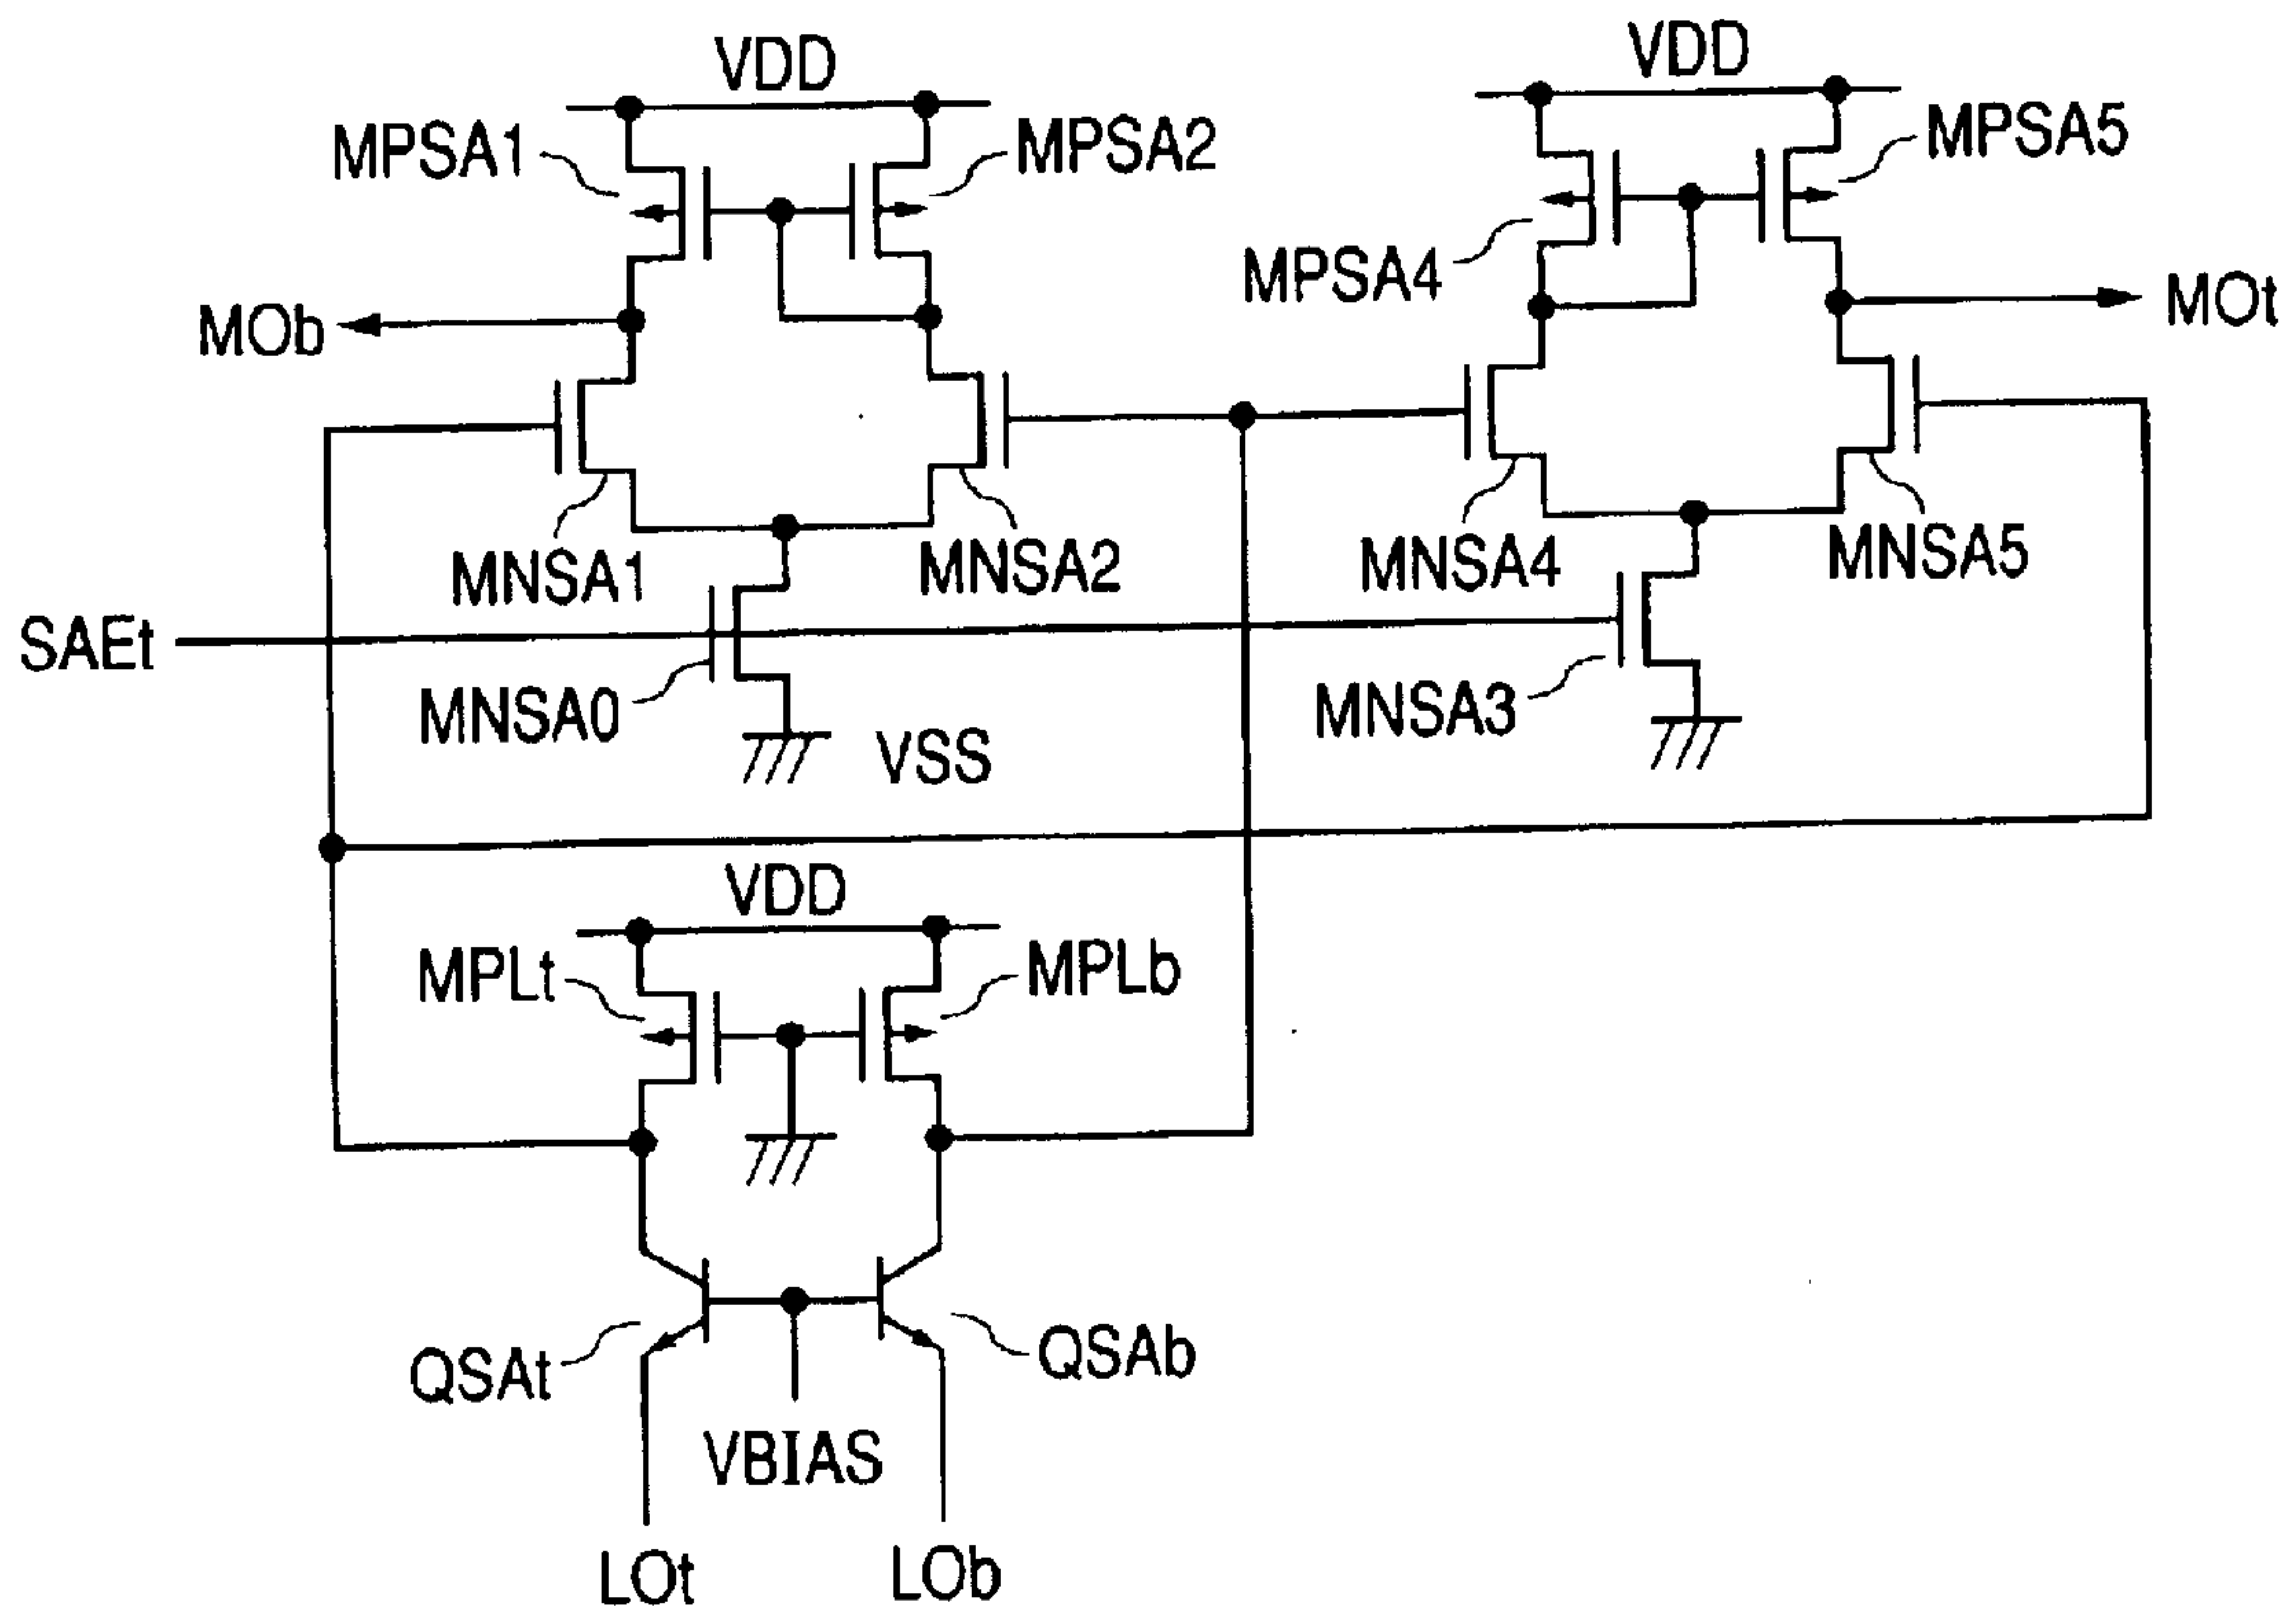 VDD
VDD
MPSA1
MPSA2
MPSA5
MPSA4
MOb
MOt
MNSA1
MNSA2
MNSA4
MNSA5
SAEt
MNSA0
MNSA3
VSS
VDD
MPLt
MPLb
QSAt
QSAb
VBIAS
LOt
LOb